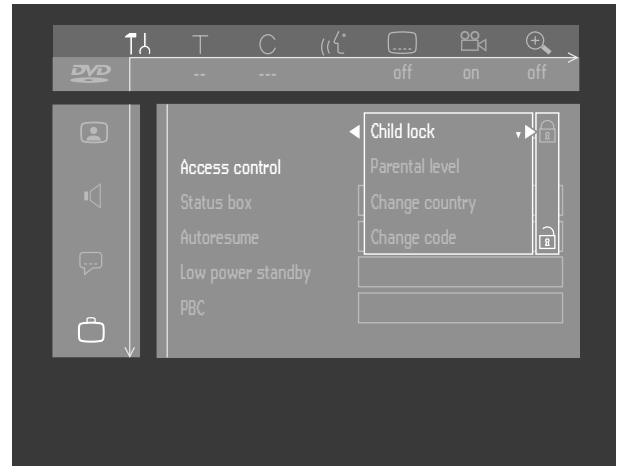 T C
DVD -- --- off on off
Child lock
Access control Parental level
Status box Change country
Autoresume Change code
Low power standby
PBC